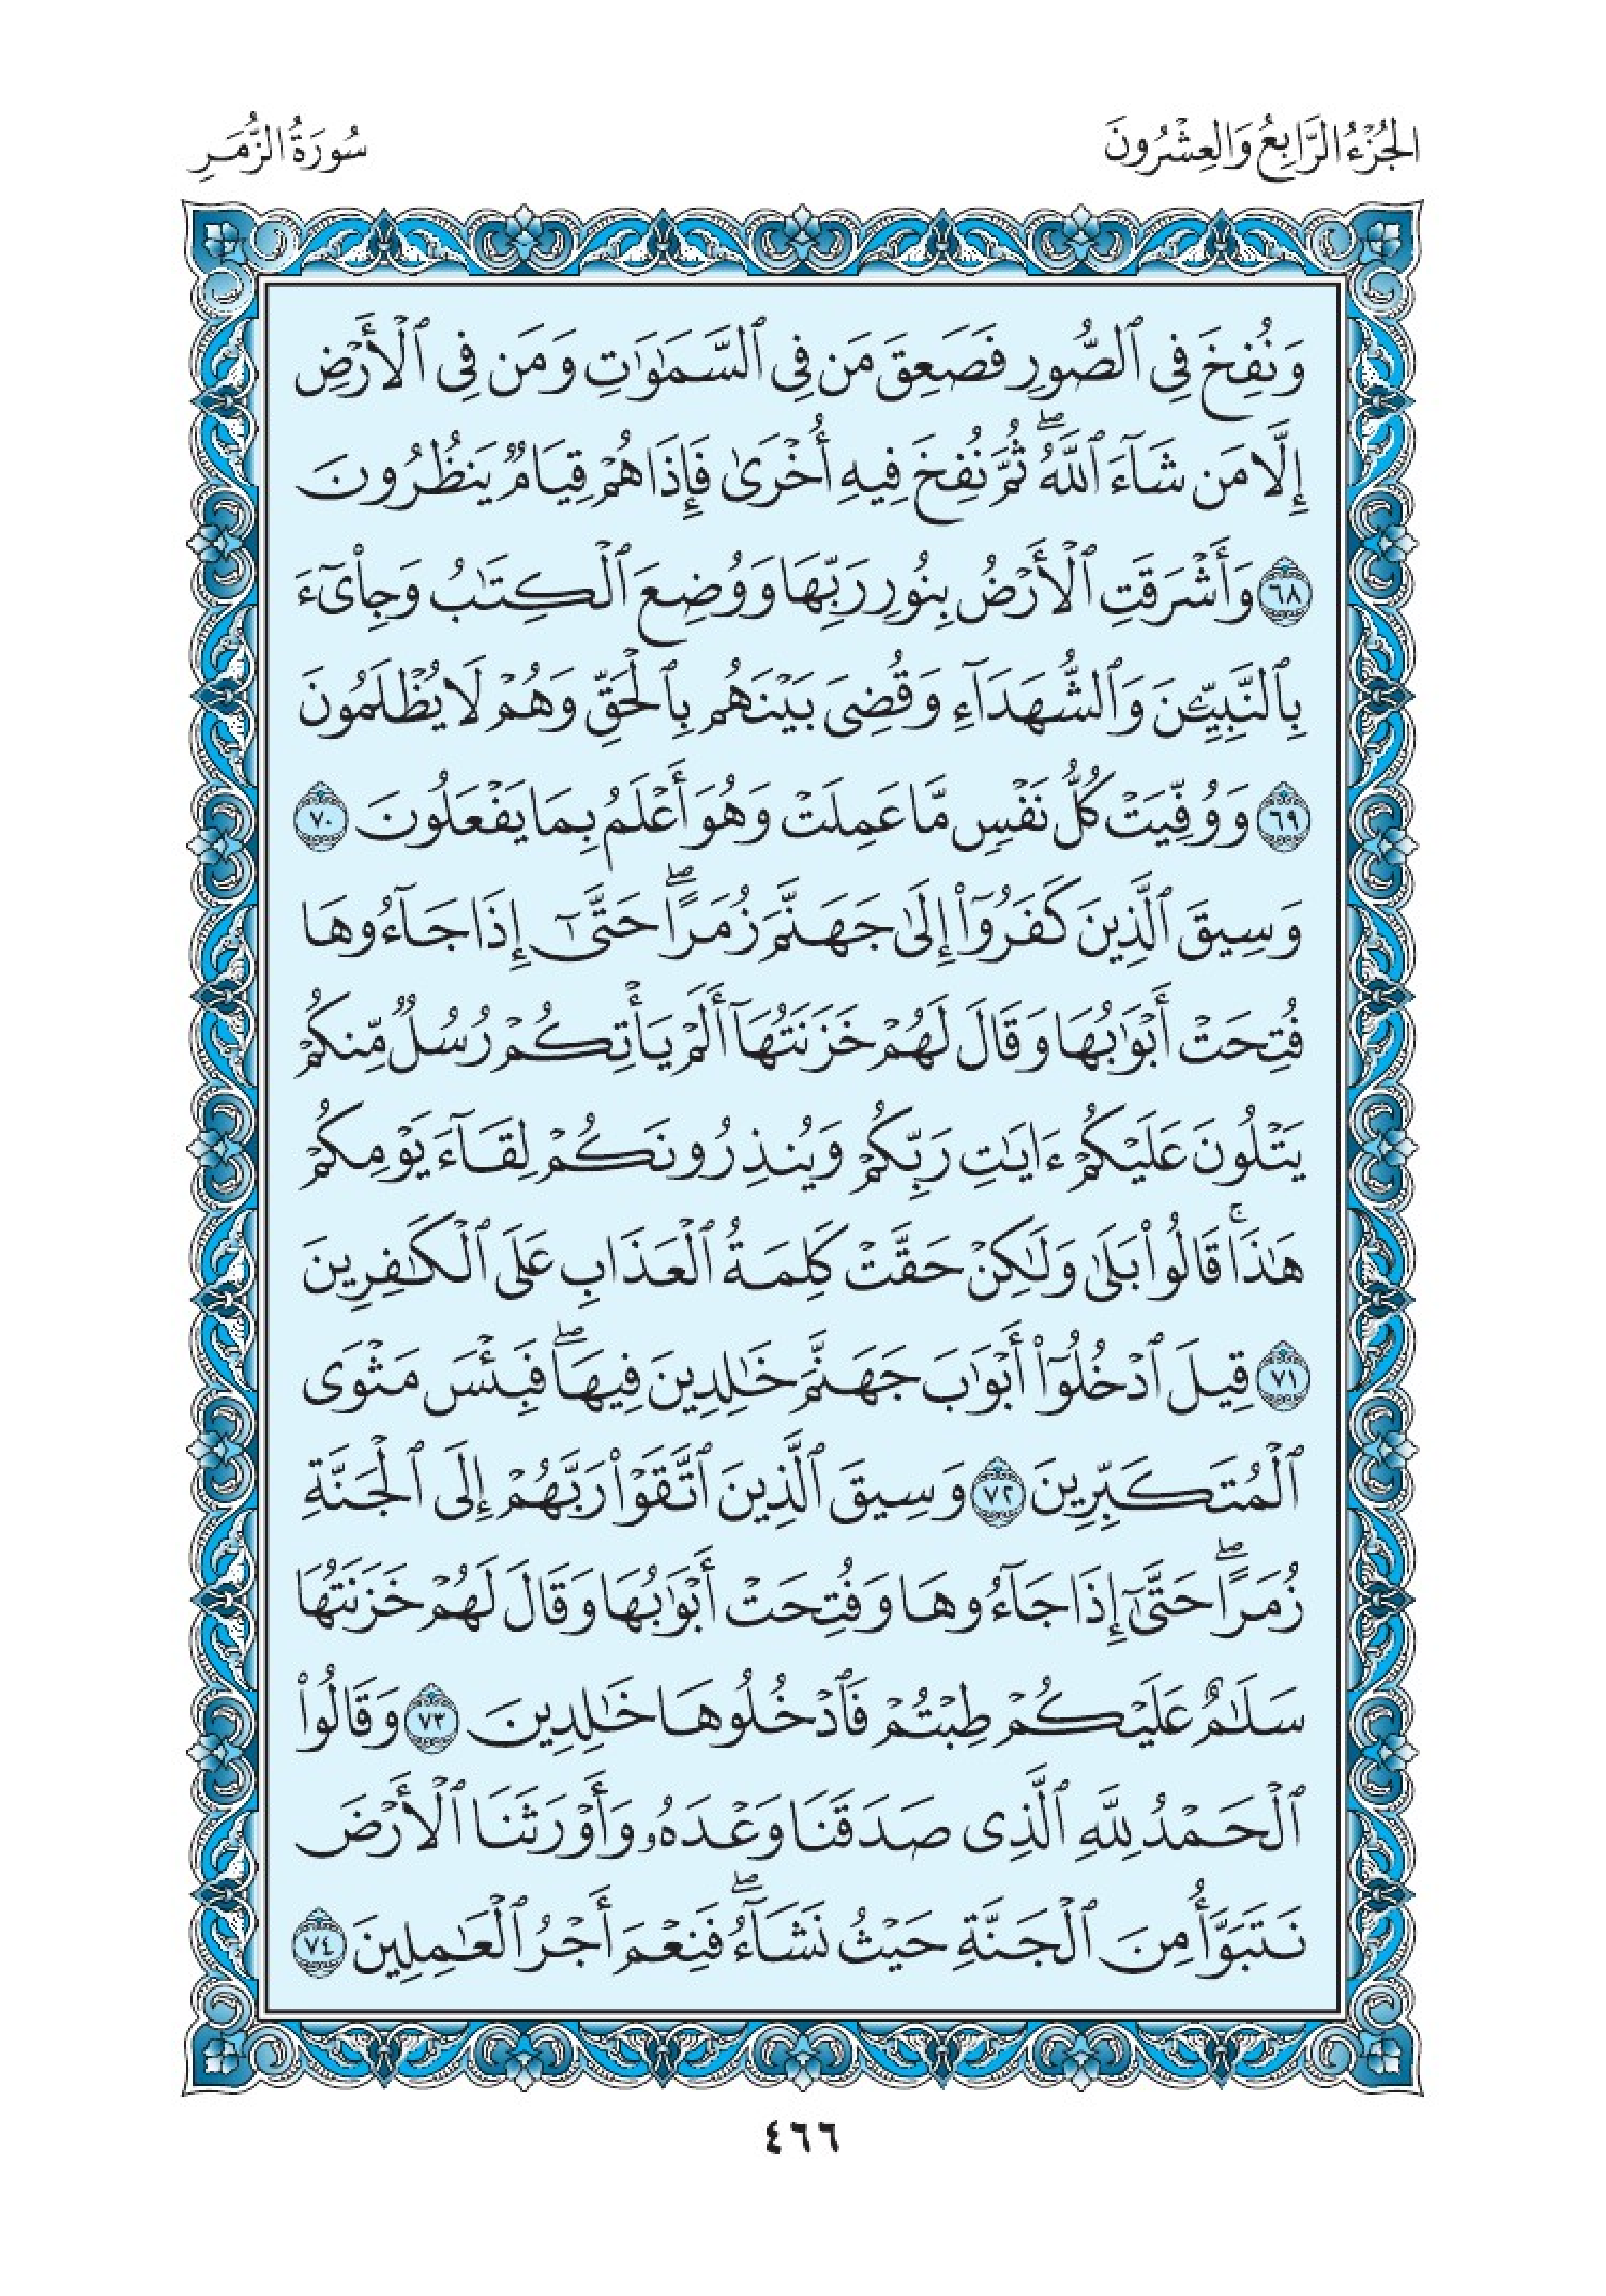 الجُزْءُ الرَّابِعُ وَالعِشْرُونَ
سُورَةُ الزُّمَرِ
وَنُفِخَ فِى ٱلصُّورِ فَصَعِقَ مَن فِى ٱلسَّمَٰوَٰتِ وَمَن فِى ٱلْأَرْضِ
إِلَّا مَن شَآءَ ٱللَّهُ ۖ ثُمَّ نُفِخَ فِيهِ أُخْرَىٰ فَإِذَا هُمْ قِيَامٌ يَنظُرُونَ
٦٨ وَأَشْرَقَتِ ٱلْأَرْضُ بِنُورِ رَبِّهَا وَوُضِعَ ٱلْكِتَٰبُ وَجِا۟ىٓءَ
بِٱلنَّبِيِّۦنَ وَٱلشُّهَدَآءِ وَقُضِىَ بَيْنَهُم بِٱلْحَقِّ وَهُمْ لَا يُظْلَمُونَ
٦٩ وَوُفِّيَتْ كُلُّ نَفْسٍ مَّا عَمِلَتْ وَهُوَ أَعْلَمُ بِمَا يَفْعَلُونَ ٧٠
وَسِيقَ ٱلَّذِينَ كَفَرُوٓا۟ إِلَىٰ جَهَنَّمَ زُمَرًا ۖ حَتَّىٰٓ إِذَا جَآءُوهَا
فُتِحَتْ أَبْوَٰبُهَا وَقَالَ لَهُمْ خَزَنَتُهَآ أَلَمْ يَأْتِكُمْ رُسُلٌ مِّنكُمْ
يَتْلُونَ عَلَيْكُمْ ءَايَٰتِ رَبِّكُمْ وَيُنذِرُونَكُمْ لِقَآءَ يَوْمِكُمْ
هَٰذَا ۚ قَالُوا۟ بَلَىٰ وَلَٰكِنْ حَقَّتْ كَلِمَةُ ٱلْعَذَابِ عَلَى ٱلْكَٰفِرِينَ
٧١ قِيلَ ٱدْخُلُوٓا۟ أَبْوَٰبَ جَهَنَّمَ خَٰلِدِينَ فِيهَا ۖ فَبِئْسَ مَثْوَى
ٱلْمُتَكَبِّرِينَ ٧٢ وَسِيقَ ٱلَّذِينَ ٱتَّقَوْا۟ رَبَّهُمْ إِلَى ٱلْجَنَّةِ
زُمَرًا ۖ حَتَّىٰٓ إِذَا جَآءُوهَا وَفُتِحَتْ أَبْوَٰبُهَا وَقَالَ لَهُمْ خَزَنَتُهَا
سَلَٰمٌ عَلَيْكُمْ طِبْتُمْ فَٱدْخُلُوهَا خَٰلِدِينَ ٧٣ وَقَالُوا۟
ٱلْحَمْدُ لِلَّهِ ٱلَّذِى صَدَقَنَا وَعْدَهُۥ وَأَوْرَثَنَا ٱلْأَرْضَ
نَتَبَوَّأُ مِنَ ٱلْجَنَّةِ حَيْثُ نَشَآءُ ۖ فَنِعْمَ أَجْرُ ٱلْعَٰمِلِينَ ٧٤
٤٦٦